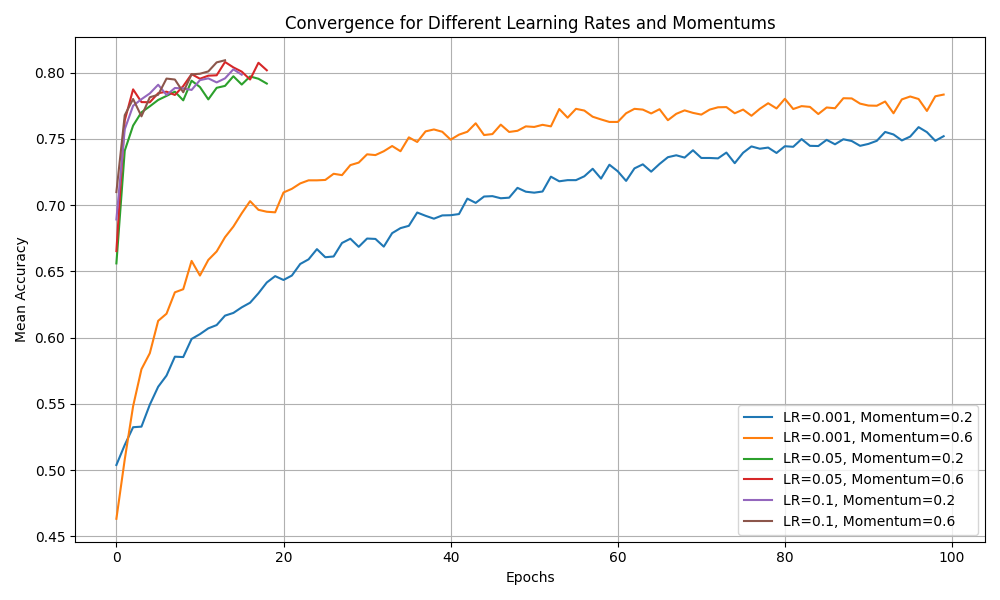 Convergence for Different Learning Rates and Momentums
Mean Accuracy
0.80
0.75
0.70
0.65
0.60
0.55
0.50
0.45
0 20 40 60 80 100
Epochs
LR=0.001, Momentum=0.2
LR=0.001, Momentum=0.6
LR=0.05, Momentum=0.2
LR=0.05, Momentum=0.6
LR=0.1, Momentum=0.2
LR=0.1, Momentum=0.6